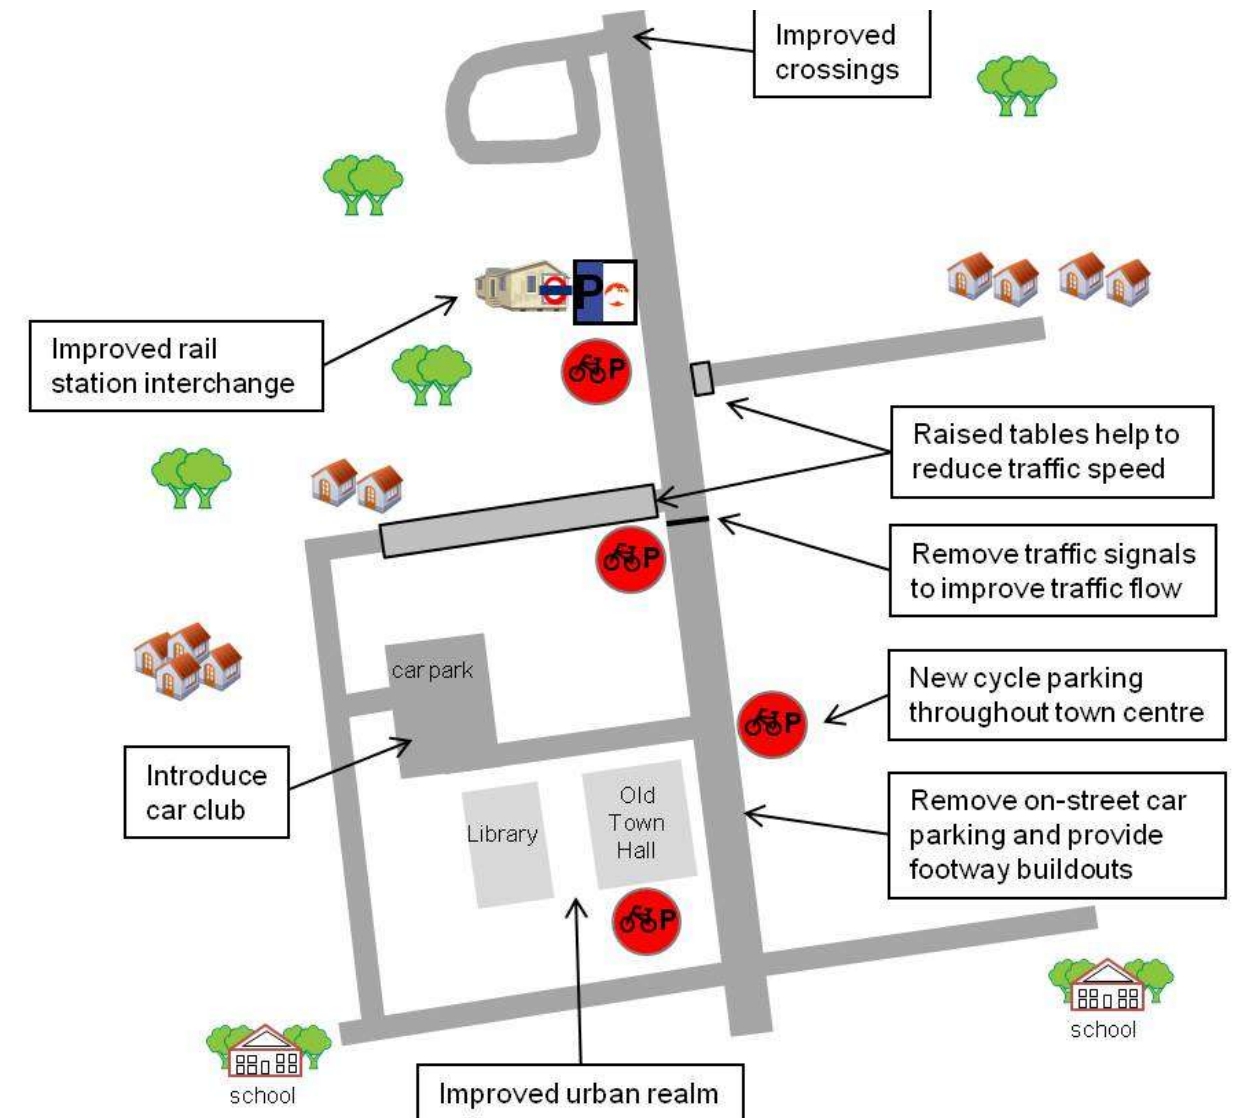 Improved
crossings
P
Improved rail
station interchange
P
Raised tables help to
reduce traffic speed
P
Remove traffic signals
to improve traffic flow
car park
New cycle parking
throughout town centre
P
Introduce
car club
Remove on-street car
parking and provide
footway buildouts
Library
Old
Town
Hall
P
school
school
Improved urban realm